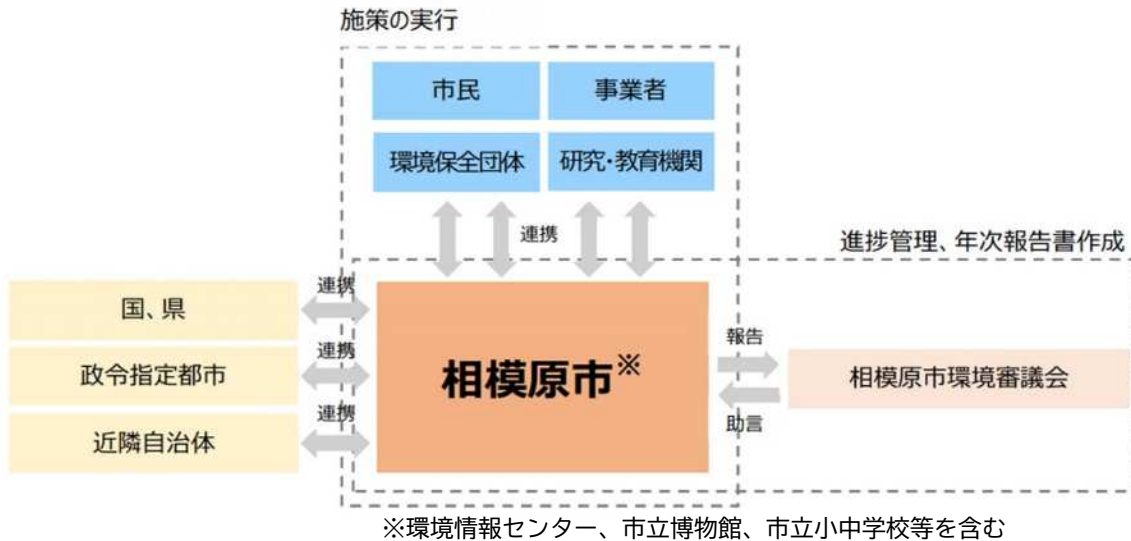 施策の実行
市民
事業者
環境保全団体
研究・教育機関
連携
進捗管理、年次報告書作成
国、県
連携
政令指定都市
連携
近隣自治体
連携
相模原市※
報告
助言
相模原市環境審議会
※環境情報センター、市立博物館、市立小中学校等を含む